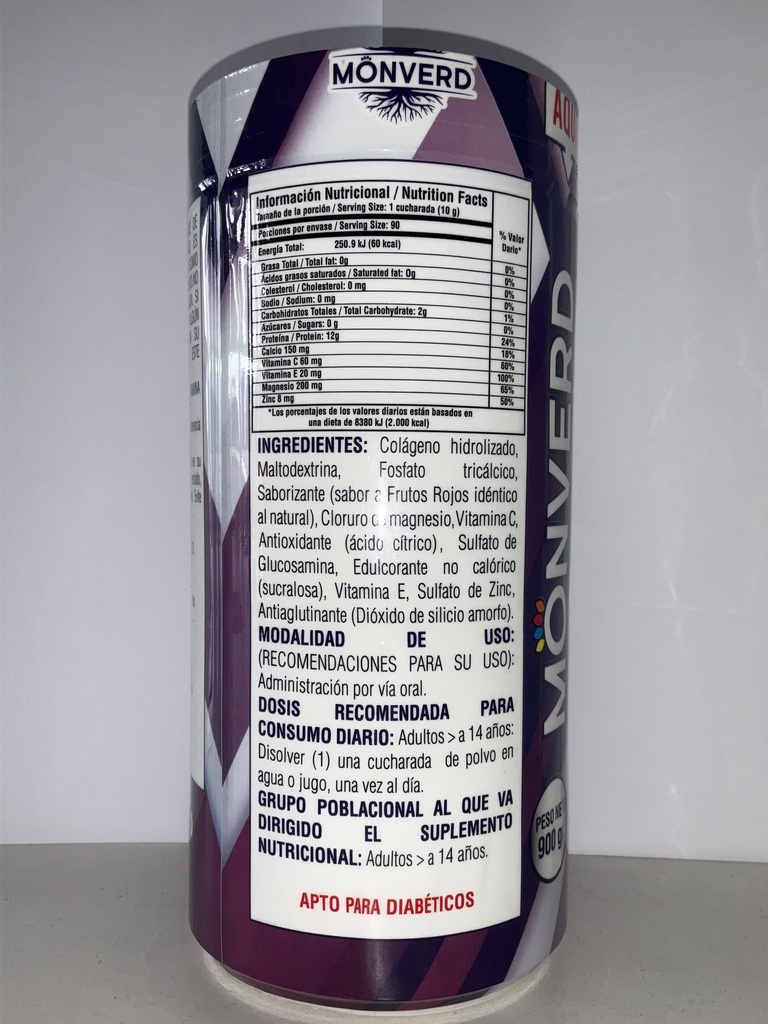 MÖNVERD
Información Nutricional / Nutrition Facts
Tamaño de la porción / Serving Size: 1 cucharada (10 g)
Porciones por envase / Serving Size: 90
% Valor
Dario*
Energía Total: 250.9 kJ (60 kcal)
Grasa Total / Total fat: 0g 0%
Ácidos grasos saturados / Saturated fat: 0g 0%
Colesterol / Cholesterol: 0 mg 0%
Sodio / Sodium: 0 mg 0%
Carbohidratos Totales / Total Carbohydrate: 2g 1%
Azúcares / Sugars: 0 g 0%
Proteína / Protein: 12g 24%
Calcio 150 mg 18%
Vitamina C 60 mg 60%
Vitamina E 20 mg 100%
Magnesio 200 mg 65%
Zinc 8 mg 50%
*Los porcentajes de los valores diarios están basados en
una dieta de 8380 kJ (2.000 kcal)
INGREDIENTES: Colágeno hidrolizado,
Maltodextrina, Fosfato tricálcico,
Saborizante (sabor a Frutos Rojos idéntico
al natural), Cloruro de magnesio, Vitamina C,
Antioxidante (ácido cítrico), Sulfato de
Glucosamina, Edulcorante no calórico
(sucralosa), Vitamina E, Sulfato de Zinc,
Antiaglutinante (Dióxido de silicio amorfo).
MODALIDAD DE USO:
(RECOMENDACIONES PARA SU USO):
Administración por vía oral.
DOSIS RECOMENDADA PARA
CONSUMO DIARIO: Adultos > a 14 años:
Disolver (1) una cucharada de polvo en
agua o jugo, una vez al día.
GRUPO POBLACIONAL AL QUE VA
DIRIGIDO EL SUPLEMENTO
NUTRICIONAL: Adultos > a 14 años.
APTO PARA DIABÉTICOS
MÖNVERD
PESO NE
900 g